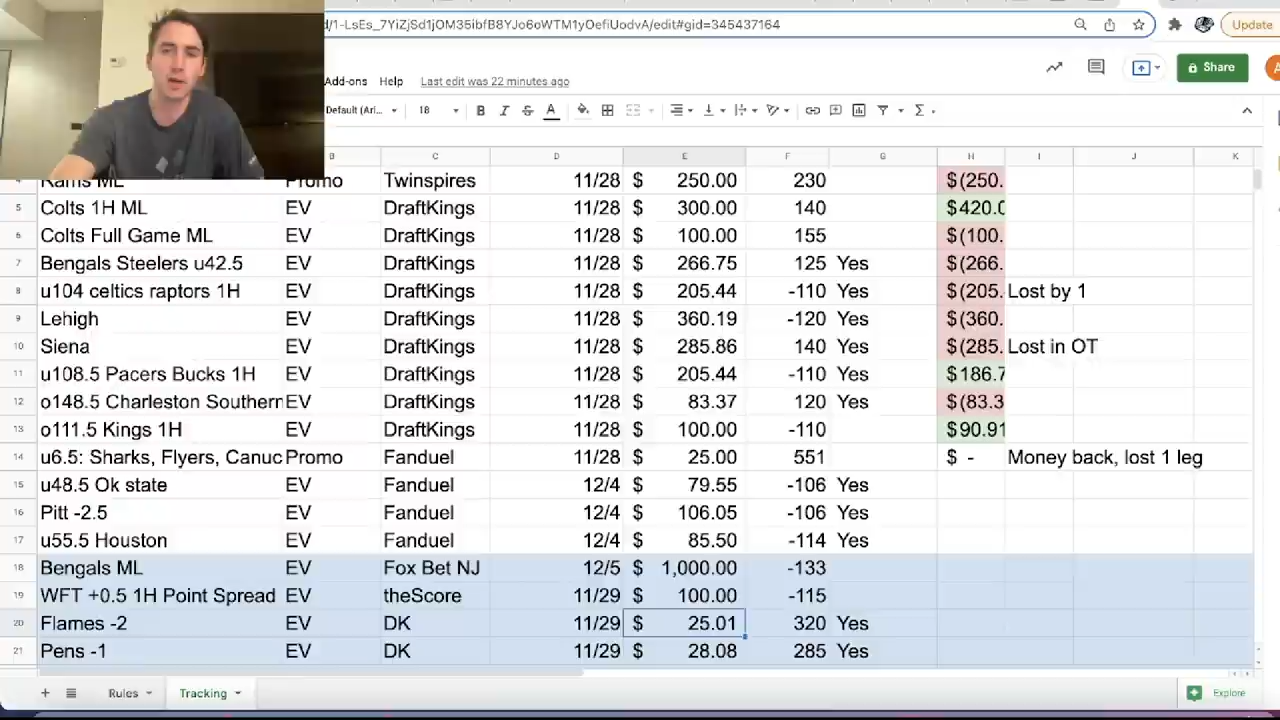 d/1-LsEs_7YiZjSd1jOM35ibfB8YJo6oWTM1yOefiUodvA/edit#gid=345437164
Update
Add-ons Help Last edit was 22 minutes ago
Share
Default (Ari... 18 B I S A
B C D E F G H I J K
4 Rams ML Promo Twinspires 11/28 $ 250.00 230 $(250.
5 Colts 1H ML EV DraftKings 11/28 $ 300.00 140 $420.0
6 Colts Full Game ML EV DraftKings 11/28 $ 100.00 155 $(100.
7 Bengals Steelers u42.5 EV DraftKings 11/28 $ 266.75 125 Yes $(266.
8 u104 celtics raptors 1H EV DraftKings 11/28 $ 205.44 -110 Yes $(205. Lost by 1
9 Lehigh EV DraftKings 11/28 $ 360.19 -120 Yes $(360.
10 Siena EV DraftKings 11/28 $ 285.86 140 Yes $(285. Lost in OT
11 u108.5 Pacers Bucks 1H EV DraftKings 11/28 $ 205.44 -110 Yes $186.7
12 o148.5 Charleston Southern EV DraftKings 11/28 $ 83.37 120 Yes $(83.3
13 o111.5 Kings 1H EV DraftKings 11/28 $ 100.00 -110 $90.91
14 u6.5: Sharks, Flyers, Canuc Promo Fanduel 11/28 $ 25.00 551 $ - Money back, lost 1 leg
15 u48.5 Ok state EV Fanduel 12/4 $ 79.55 -106 Yes
16 Pitt -2.5 EV Fanduel 12/4 $ 106.05 -106 Yes
17 u55.5 Houston EV Fanduel 12/4 $ 85.50 -114 Yes
18 Bengals ML EV Fox Bet NJ 12/5 $ 1,000.00 -133
19 WFT +0.5 1H Point Spread EV theScore 11/29 $ 100.00 -115
20 Flames -2 EV DK 11/29 $ 25.01 320 Yes
21 Pens -1 EV DK 11/29 $ 28.08 285 Yes
Rules Tracking Explore